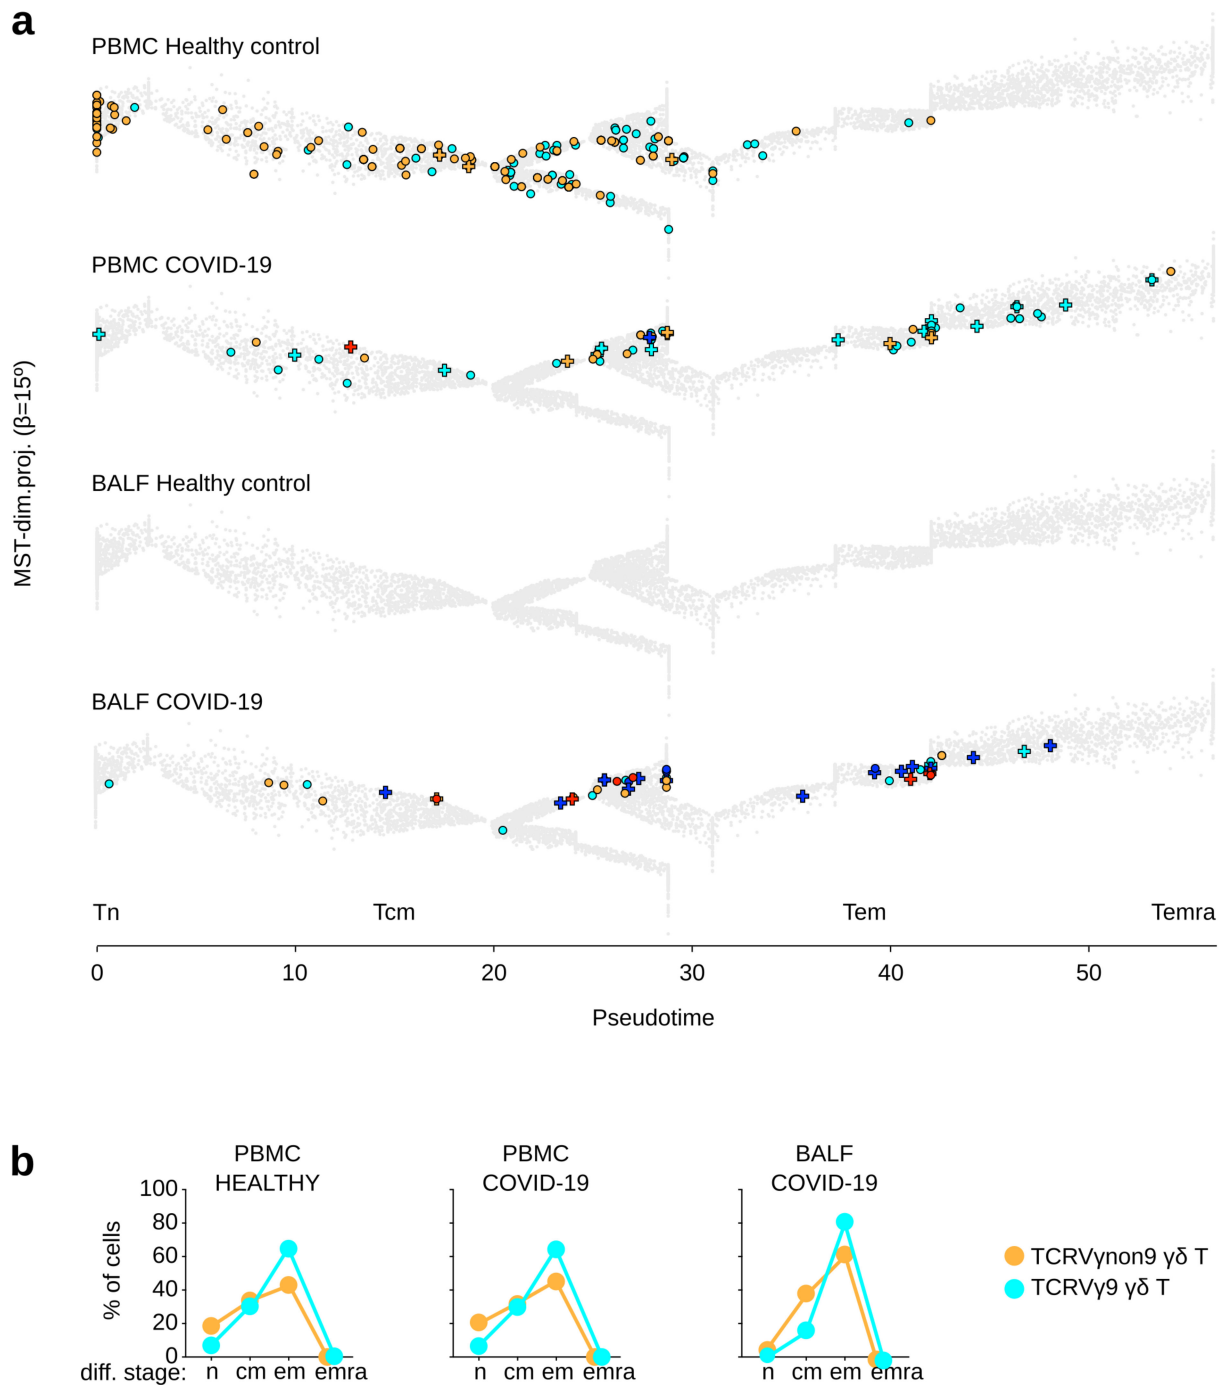 a
PBMC Healthy control
PBMC COVID-19
BALF Healthy control
BALF COVID-19
MST-dim.proj. (β=15º)
Tn Tcm Tem Temra
0 10 20 30 40 50
Pseudotime
b
PBMC
HEALTHY
PBMC
COVID-19
BALF
COVID-19
% of cells
100
80
60
40
20
0
diff. stage: n cm em emra n cm em emra n cm em emra
TCRVγnon9 γδ T
TCRVγ9 γδ T